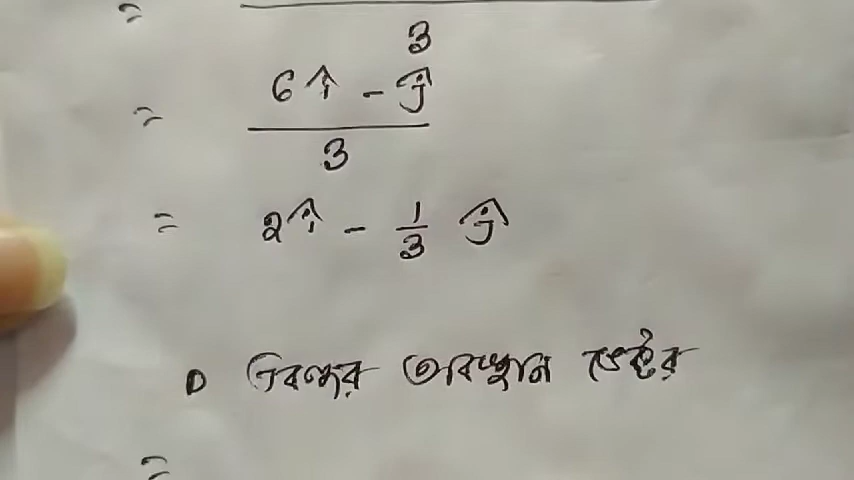 =
3
= 6î - ĵ
3
= 2î - 1/3 ĵ
D বিন্দুর অবস্থান ভেক্টর
=